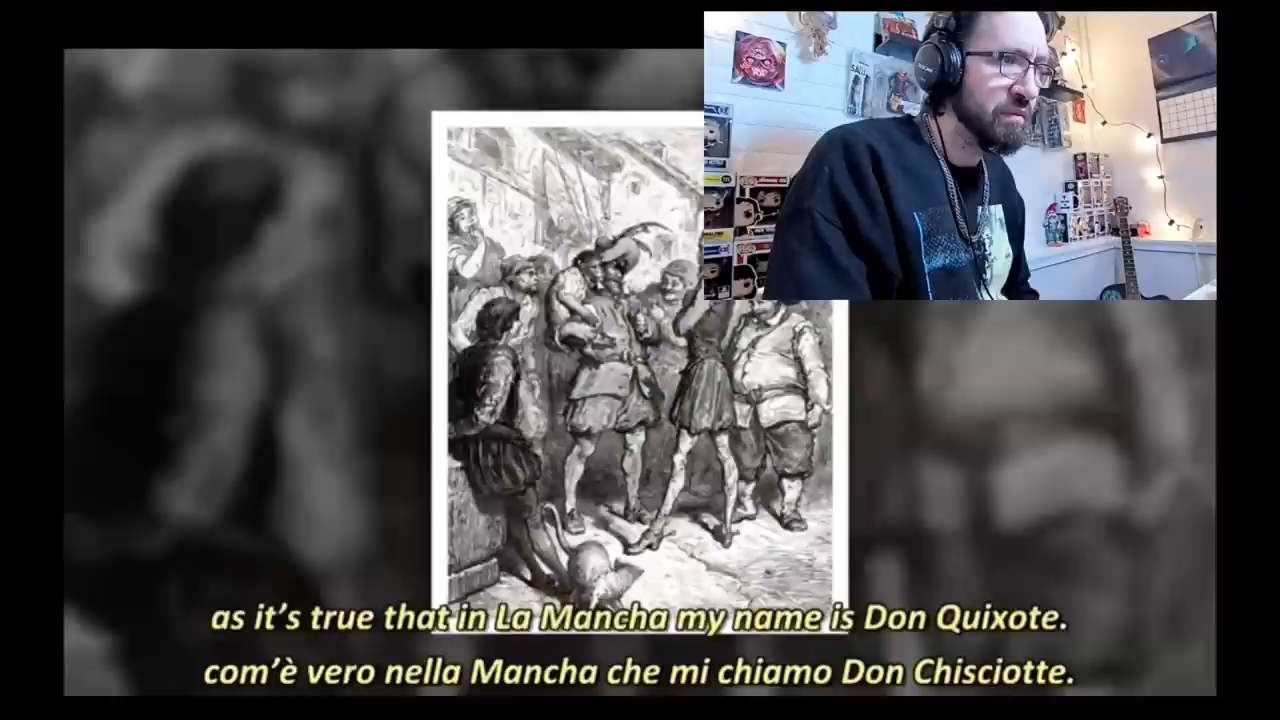 as it's true that in La Mancha my name is Don Quixote.
com'è vero nella Mancha che mi chiamo Don Chisciotte.